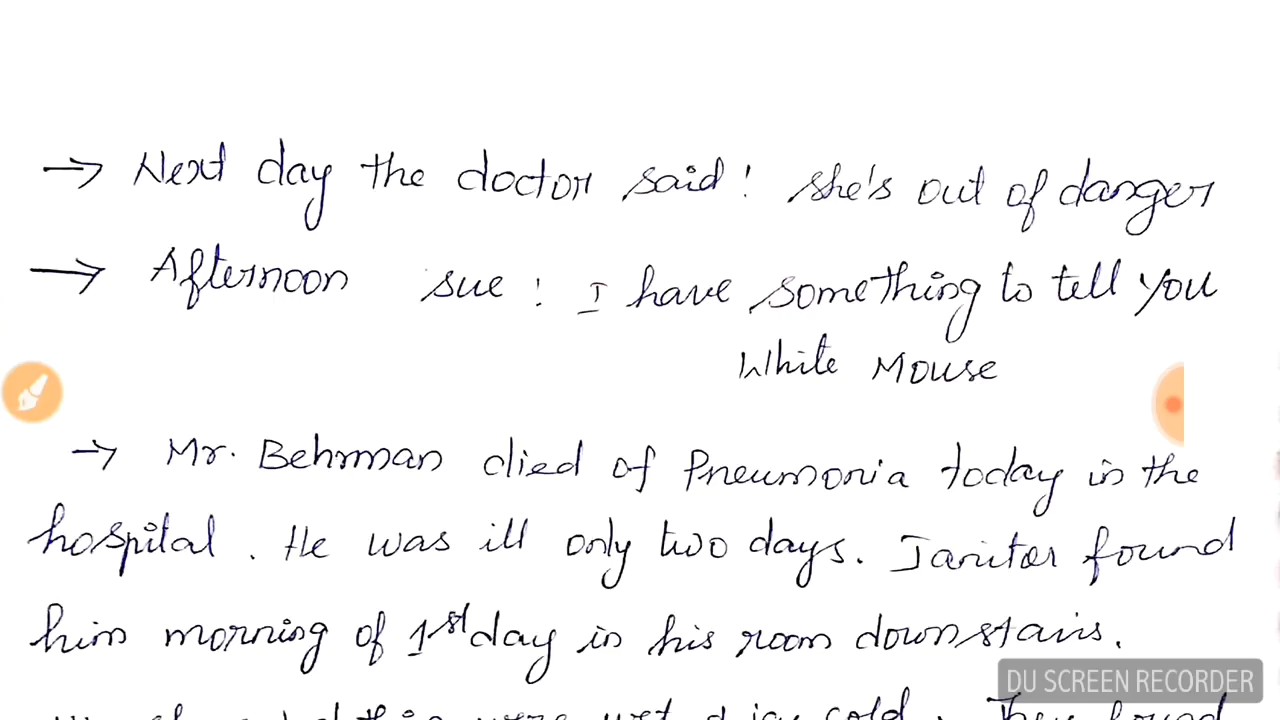 → Next day the doctor said! she's out of danger
→ Afternoon sue : I have something to tell you
White Mouse
→ Mr. Behrman died of Pneumonia today in the
hospital. He was ill only two days. Janitor found
him morning of 1st day in his room downstairs.
DU SCREEN RECORDER